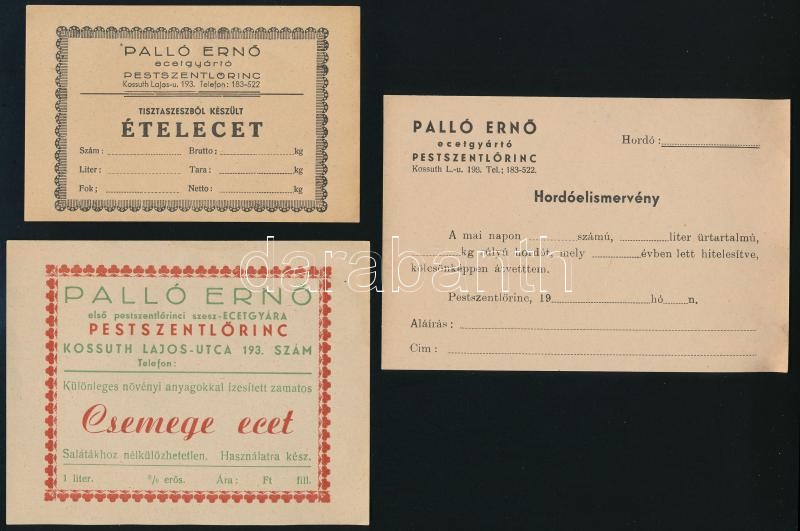 PALLÓ ERNŐ
ecetgyártó
PESTSZENTLŐRINC
Kossuth Lajos-u. 193. Telefon: 183-522
TISZTASZESZBŐL KÉSZÜLT
ÉTELECET
Szám: Brutto: kg
Liter: Tara: kg
Fok: Netto: kg
PALLÓ ERNŐ
ecetgyártó
PESTSZENTLŐRINC
Kossuth L.-u. 193. Tel.: 183-522.
Hordó:
Hordóelismervény
A mai napon számú, liter ürtartalmú,
kg súlyú hordót, mely évben lett hitelesítve,
kölcsönképpen átvetttem.
Pestszentlőrinc, 19 hó n.
Aláírás:
Cím:
PALLÓ ERNŐ
első pestszentlőrinci szesz-ECETGYÁRA
PESTSZENTLŐRINC
KOSSUTH LAJOS-UTCA 193. SZÁM
Telefon:
Különleges növényi anyagokkal ízesített zamatos
Csemege ecet
Salátákhoz nélkülözhetetlen. Használatra kész.
1 liter. % erős. Ára: Ft fill.
darabanth